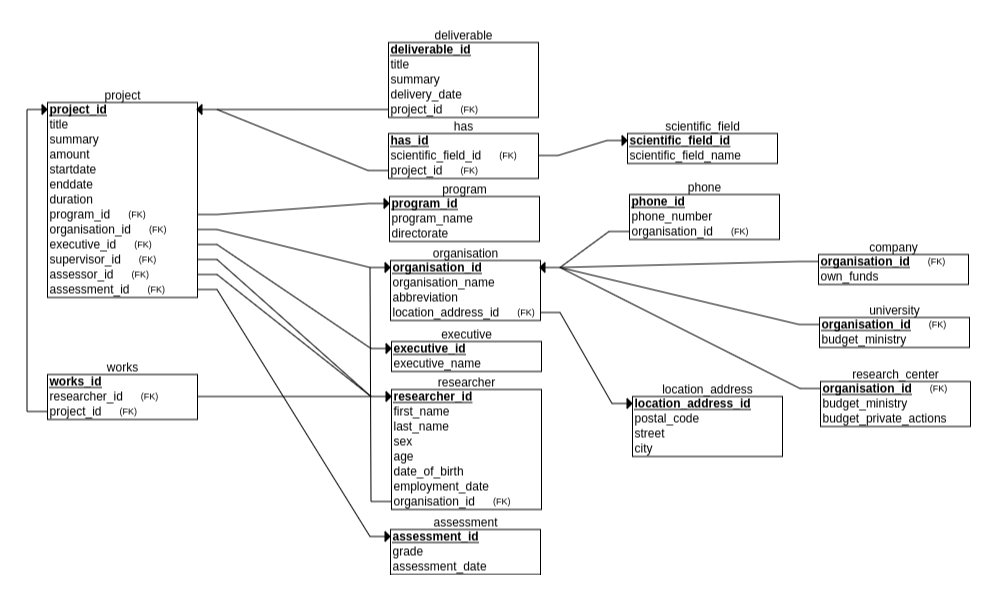 deliverable
deliverable_id
title
summary
delivery_date
project_id (FK)
project
project_id
title
summary
amount
startdate
enddate
duration
program_id (FK)
organisation_id (FK)
executive_id (FK)
supervisor_id (FK)
assessor_id (FK)
assessment_id (FK)
has
has_id
scientific_field_id (FK)
project_id (FK)
scientific_field
scientific_field_id
scientific_field_name
program
program_id
program_name
directorate
phone
phone_id
phone_number
organisation_id (FK)
organisation
organisation_id
organisation_name
abbreviation
location_address_id (FK)
company
organisation_id (FK)
own_funds
university
organisation_id (FK)
budget_ministry
executive
executive_id
executive_name
works
works_id
researcher_id (FK)
project_id (FK)
researcher
researcher_id
first_name
last_name
sex
age
date_of_birth
employment_date
organisation_id (FK)
location_address
location_address_id
postal_code
street
city
research_center
organisation_id (FK)
budget_ministry
budget_private_actions
assessment
assessment_id
grade
assessment_date